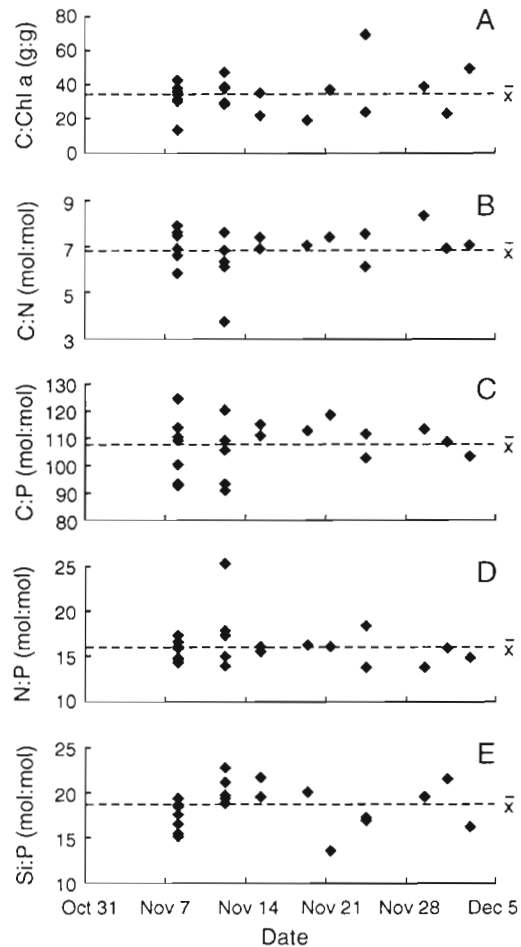 A
C:Chl a (g:g)
80
60
40
20
0
x̄
B
C:N (mol:mol)
9
7
5
3
x̄
C
C:P (mol:mol)
130
120
110
100
90
80
x̄
D
N:P (mol:mol)
25
20
15
10
x̄
E
Si:P (mol:mol)
25
20
15
10
x̄
Oct 31 Nov 7 Nov 14 Nov 21 Nov 28 Dec 5
Date